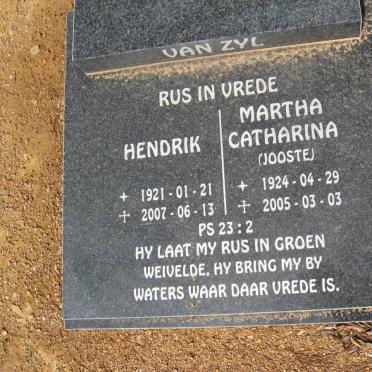 VAN ZYL
RUS IN VREDE
HENDRIK
1921 - 01 - 21
2007 - 06 - 13
MARTHA
CATHARINA
(JOOSTE)
1924 - 04 - 29
2005 - 03 - 03
PS 23 : 2
HY LAAT MY RUS IN GROEN
WEIVELDE, HY BRING MY BY
WATERS WAAR DAAR VREDE IS.